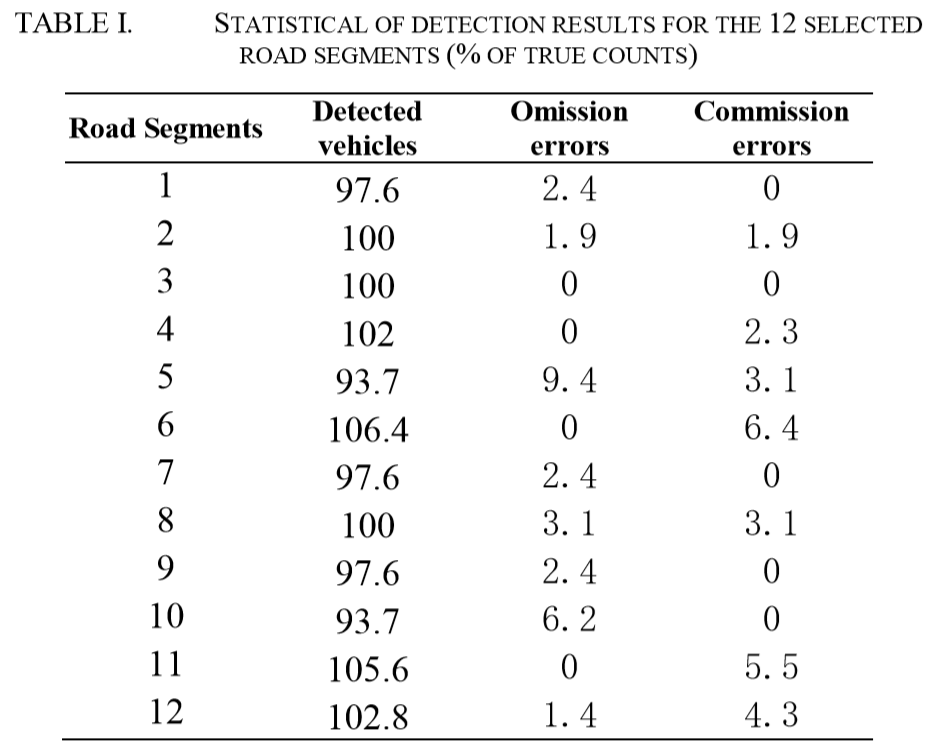 TABLE I. STATISTICAL OF DETECTION RESULTS FOR THE 12 SELECTED
ROAD SEGMENTS (% OF TRUE COUNTS)
Road Segments Detected vehicles Omission errors Commission errors
1 97.6 2.4 0
2 100 1.9 1.9
3 100 0 0
4 102 0 2.3
5 93.7 9.4 3.1
6 106.4 0 6.4
7 97.6 2.4 0
8 100 3.1 3.1
9 97.6 2.4 0
10 93.7 6.2 0
11 105.6 0 5.5
12 102.8 1.4 4.3